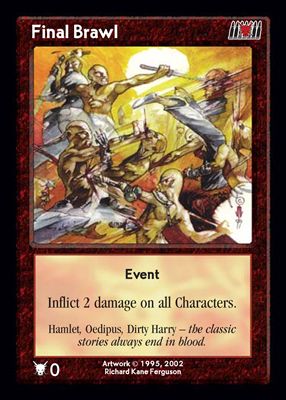 Final Brawl
Event
Inflict 2 damage on all Characters.
Hamlet, Oedipus, Dirty Harry – the classic
stories always end in blood.
Artwork © 1995, 2002
Richard Kane Ferguson
0